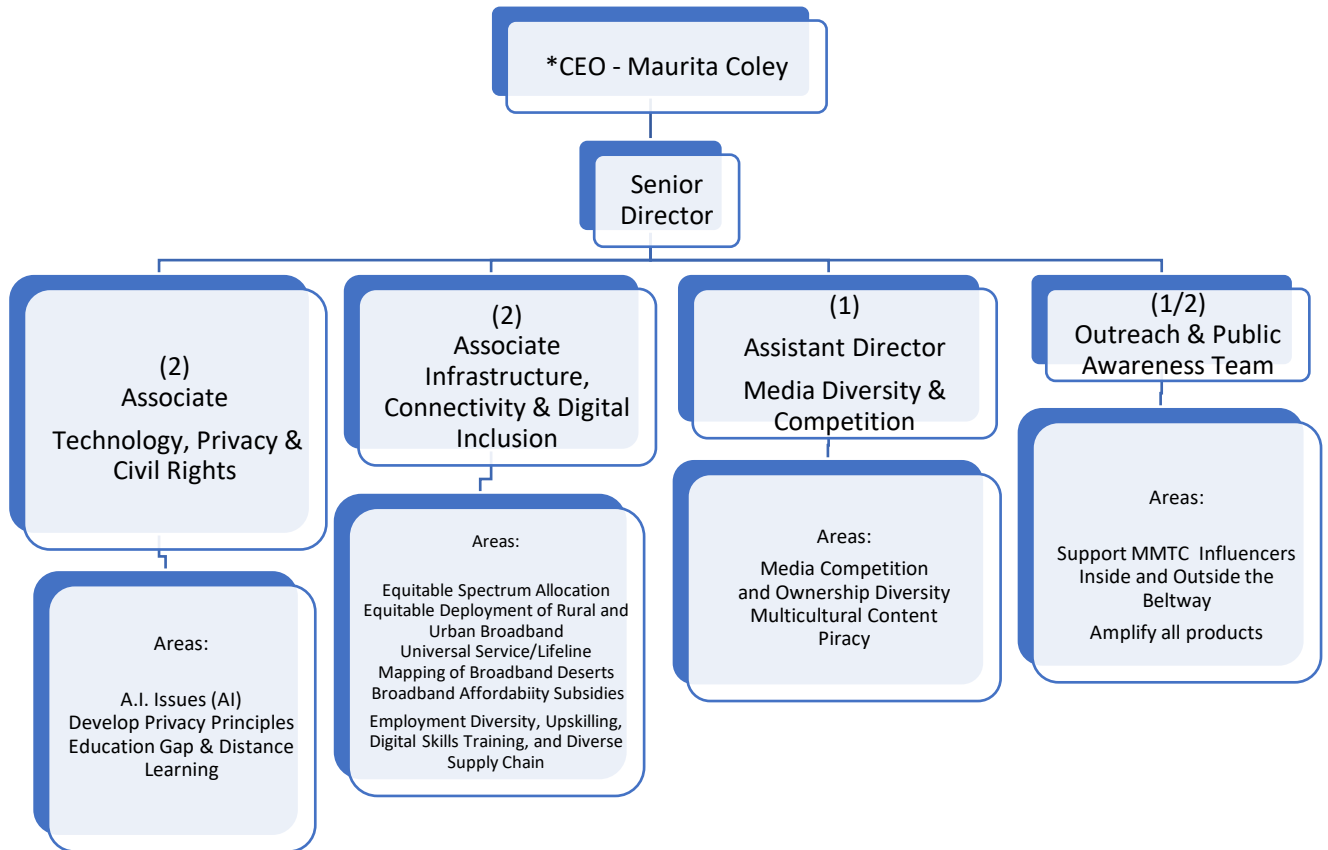 *CEO - Maurita Coley
Senior
Director
(2)
Associate
Technology, Privacy &
Civil Rights
Areas:
A.I. Issues (AI)
Develop Privacy Principles
Education Gap & Distance
Learning
(2)
Associate
Infrastructure,
Connectivity & Digital
Inclusion
Areas:
Equitable Spectrum Allocation
Equitable Deployment of Rural and
Urban Broadband
Universal Service/Lifeline
Mapping of Broadband Deserts
Broadband Affordabiity Subsidies
Employment Diversity, Upskilling,
Digital Skills Training, and Diverse
Supply Chain
(1)
Assistant Director
Media Diversity &
Competition
Areas:
Media Competition
and Ownership Diversity
Multicultural Content
Piracy
(1/2)
Outreach & Public
Awareness Team
Areas:
Support MMTC Influencers
Inside and Outside the
Beltway
Amplify all products